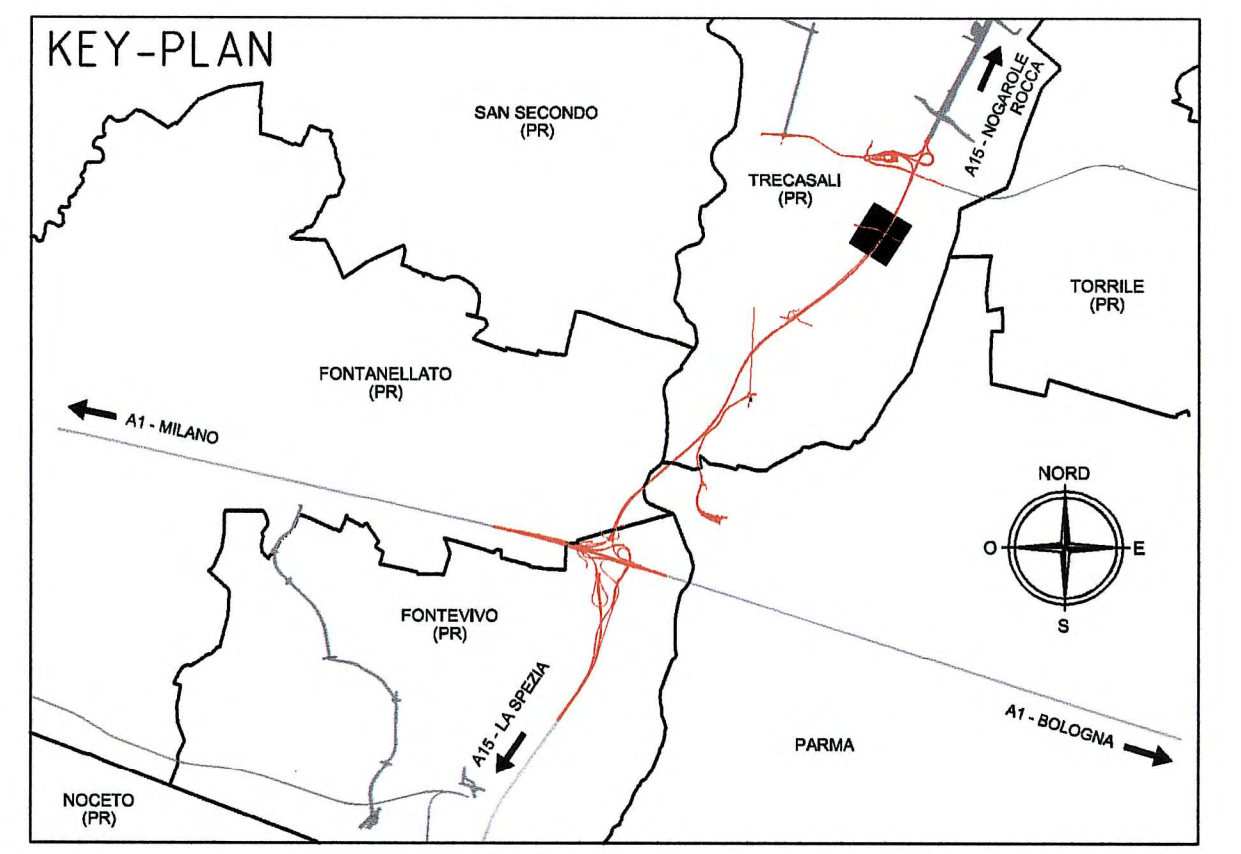 KEY-PLAN
SAN SECONDO
(PR)
A15 - NOGAROLE
ROCCA
TRECASALI
(PR)
TORRILE
(PR)
FONTANELLATO
(PR)
A1 - MILANO
NORD
O
E
S
FONTEVIVO
(PR)
A15 - LA SPEZIA
A1 - BOLOGNA
PARMA
NOCETO
(PR)